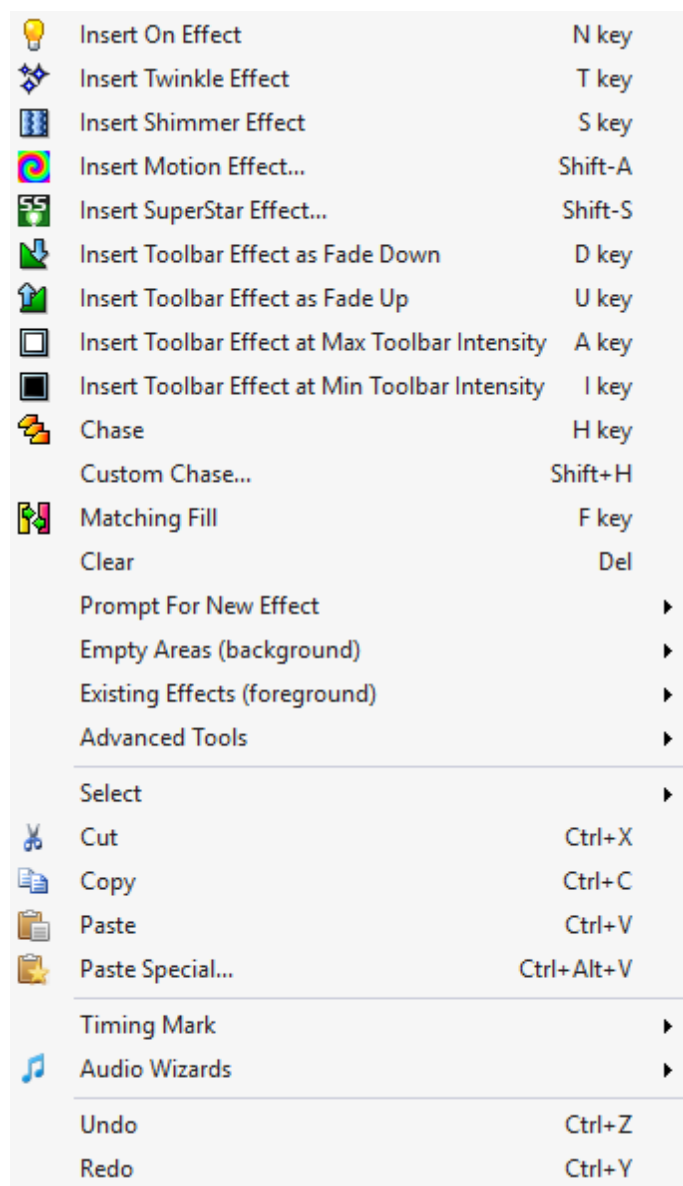 Insert On Effect N key
Insert Twinkle Effect T key
Insert Shimmer Effect S key
Insert Motion Effect... Shift-A
SS Insert SuperStar Effect... Shift-S
Insert Toolbar Effect as Fade Down D key
Insert Toolbar Effect as Fade Up U key
Insert Toolbar Effect at Max Toolbar Intensity A key
Insert Toolbar Effect at Min Toolbar Intensity I key
Chase H key
Custom Chase... Shift+H
Matching Fill F key
Clear Del
Prompt For New Effect
Empty Areas (background)
Existing Effects (foreground)
Advanced Tools
Select
Cut Ctrl+X
Copy Ctrl+C
Paste Ctrl+V
Paste Special... Ctrl+Alt+V
Timing Mark
Audio Wizards
Undo Ctrl+Z
Redo Ctrl+Y